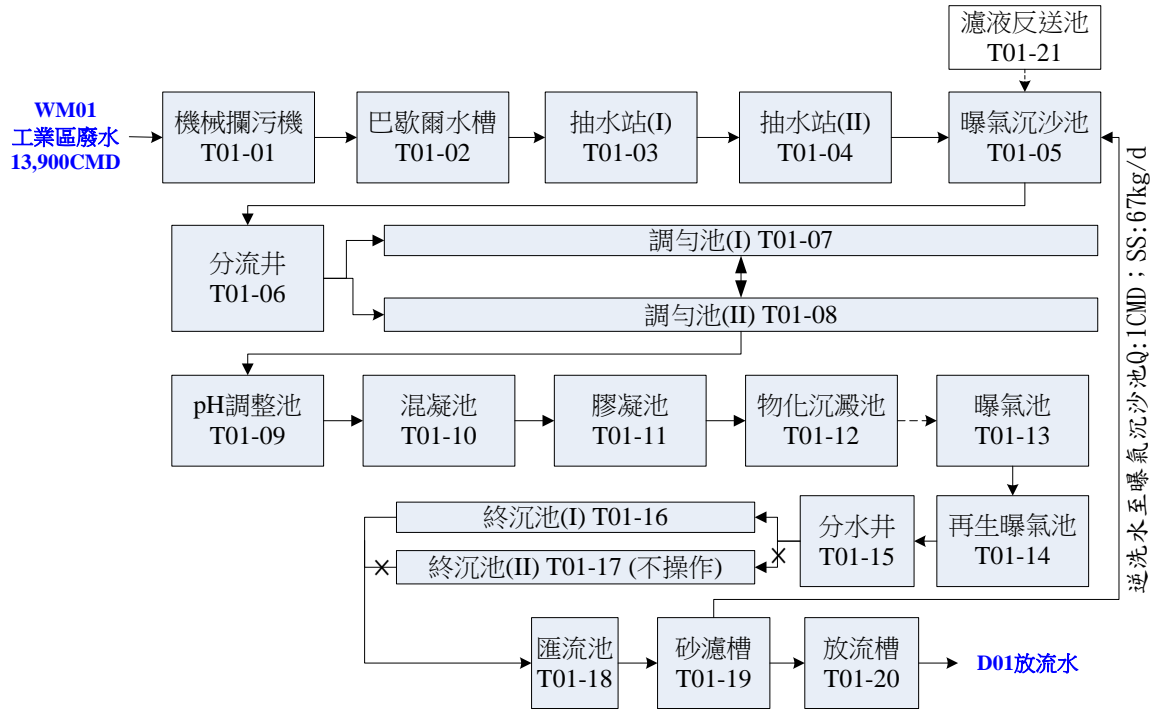 濾液反送池
T01-21
WM01
工業區廢水
13,900CMD
機械攔污機
T01-01
巴歇爾水槽
T01-02
抽水站(I)
T01-03
抽水站(II)
T01-04
曝氣沉沙池
T01-05
分流井
T01-06
調勻池(I) T01-07
調勻池(II) T01-08
逆洗水至曝氣沉沙池Q:1CMD；SS:67kg/d
pH調整池
T01-09
混凝池
T01-10
膠凝池
T01-11
物化沉澱池
T01-12
曝氣池
T01-13
終沉池(I) T01-16
終沉池(II) T01-17 (不操作)
分水井
T01-15
再生曝氣池
T01-14
匯流池
T01-18
砂濾槽
T01-19
放流槽
T01-20
D01放流水